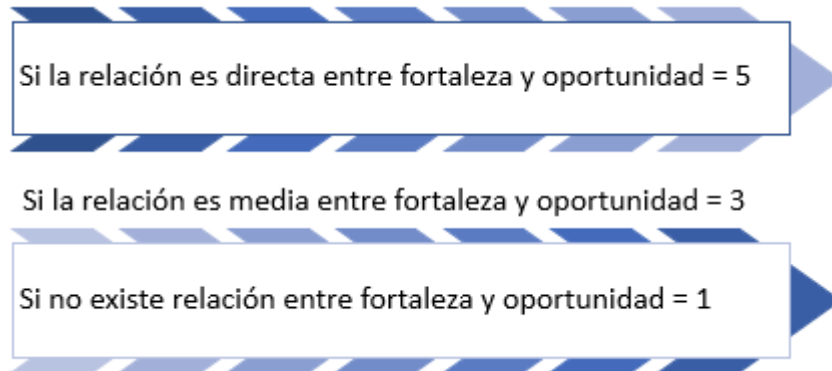 Si la relación es directa entre fortaleza y oportunidad = 5
Si la relación es media entre fortaleza y oportunidad = 3
Si no existe relación entre fortaleza y oportunidad = 1